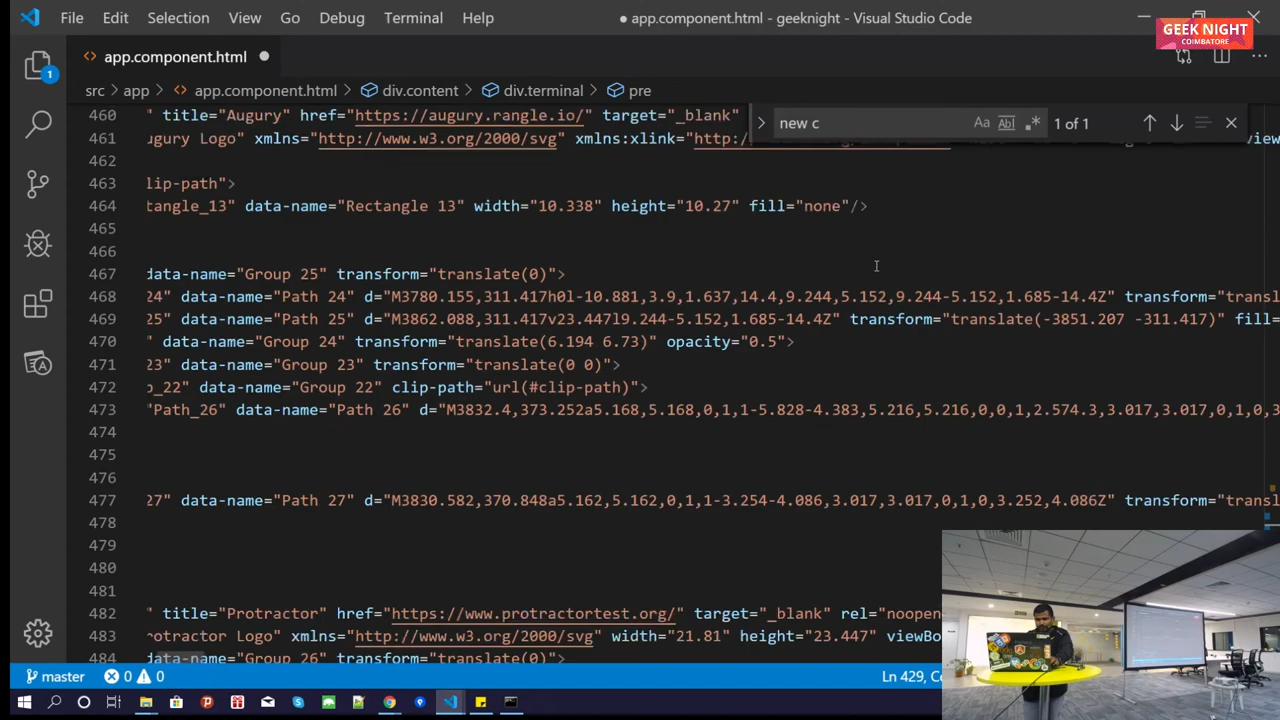 File Edit Selection View Go Debug Terminal Help
● app.component.html - geeknight - Visual Studio Code
GEEK NIGHT
COIMBATORE
<> app.component.html ●
1
src > app > <> app.component.html > div.content > div.terminal > pre
new c
Aa Abl .* 1 of 1
460 " title="Augury" href="https://augury.rangle.io/" target="_blank"
461 ugury Logo" xmlns="http://www.w3.org/2000/svg" xmlns:xlink="http:/
462
463 lip-path">
464 tangle_13" data-name="Rectangle 13" width="10.338" height="10.27" fill="none"/>
465
466
467 data-name="Group 25" transform="translate(0)">
468 24" data-name="Path 24" d="M3780.155,311.417h0l-10.881,3.9,1.637,14.4,9.244,5.152,9.244-5.152,1.685-14.4Z" transform="transl
469 25" data-name="Path 25" d="M3862.088,311.417v23.447l9.244-5.152,1.685-14.4Z" transform="translate(-3851.207 -311.417)" fill=
470 " data-name="Group 24" transform="translate(6.194 6.73)" opacity="0.5">
471 23" data-name="Group 23" transform="translate(0 0)">
472 p_22" data-name="Group 22" clip-path="url(#clip-path)">
473 "Path_26" data-name="Path 26" d="M3832.4,373.252a5.168,5.168,0,1,1-5.828-4.383,5.216,5.216,0,0,1,2.574.3,3.017,3.017,0,1,0,3
474
475
476
477 27" data-name="Path 27" d="M3830.582,370.848a5.162,5.162,0,1,1-3.254-4.086,3.017,3.017,0,1,0,3.252,4.086Z" transform="transl
478
479
480
481
482 " title="Protractor" href="https://www.protractortest.org/" target="_blank" rel="noopen
483 rotractor Logo" xmlns="http://www.w3.org/2000/svg" width="21.81" height="23.447" viewBo
484 data-name="Group 26" transform="translate(0)">
master 0 0 Ln 429, Co